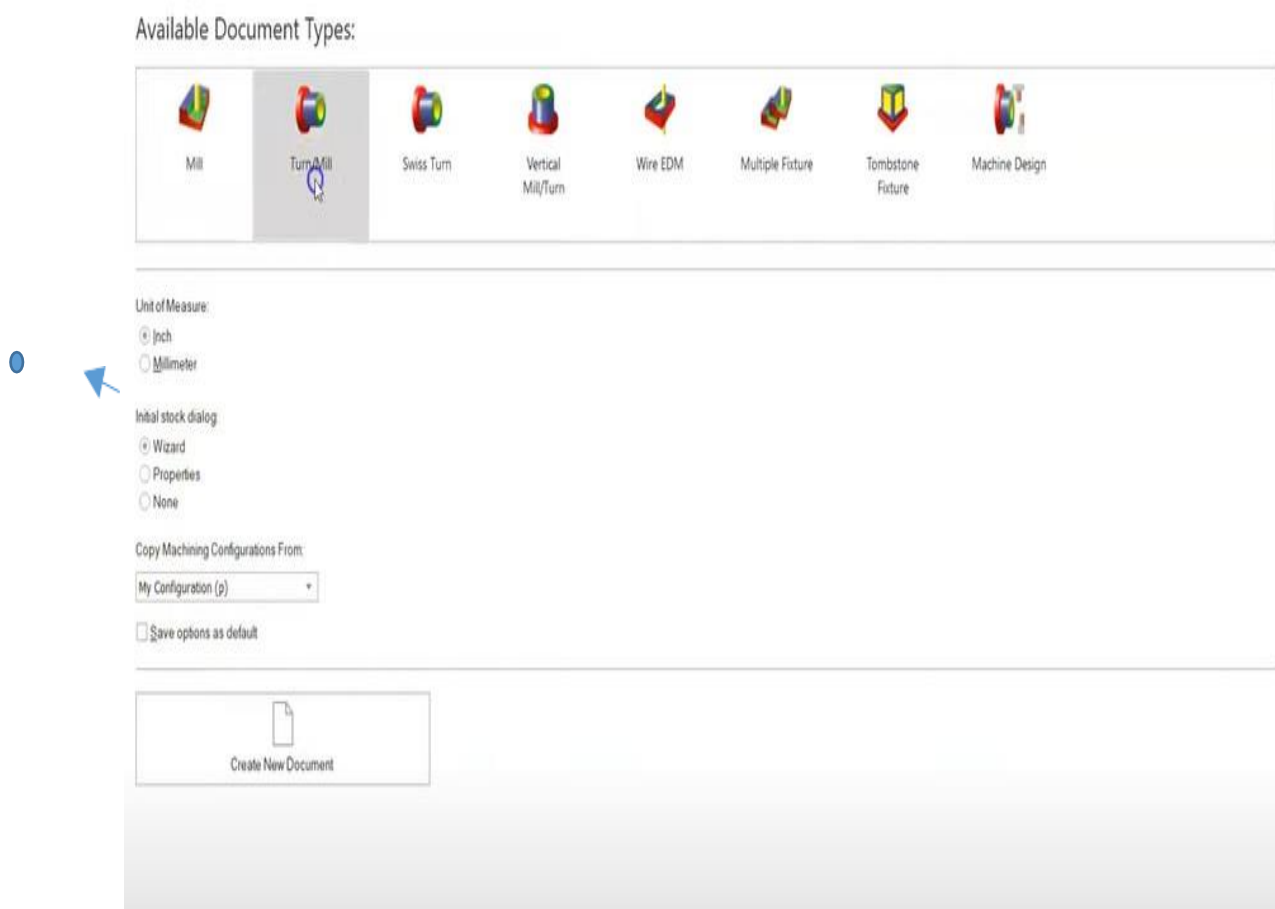 Available Document Types:
Mill
Turn/Mill
Swiss Turn
Vertical
Mill/Turn
Wire EDM
Multiple Fixture
Tombstone
Fixture
Machine Design
Unit of Measure:
Inch
Millimeter
Initial stock dialog
Wizard
Properties
None
Copy Machining Configurations From:
My Configuration (p)
Save options as default
Create New Document